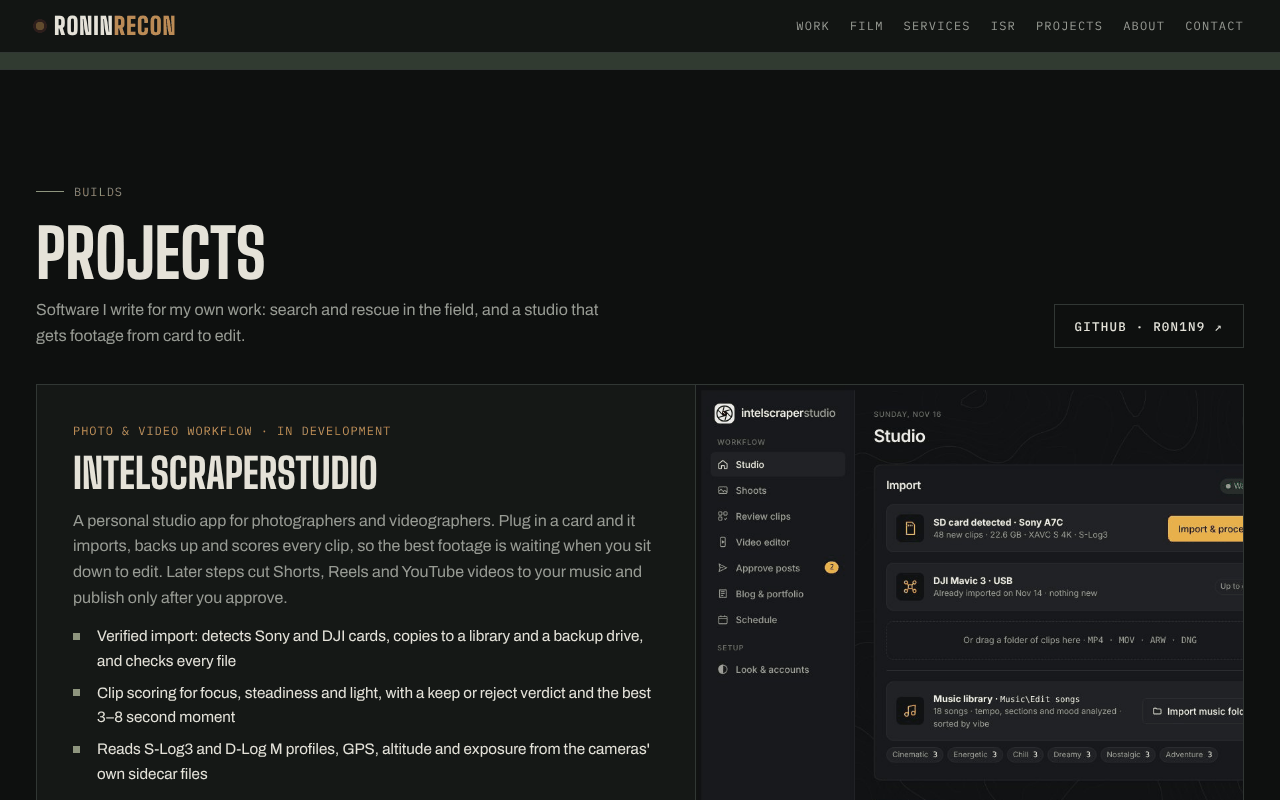 RONINRECON
WORK FILM SERVICES ISR PROJECTS ABOUT CONTACT
BUILDS
PROJECTS
Software I write for my own work: search and rescue in the field, and a studio that
gets footage from card to edit.
GITHUB · R0N1N9 ↗
PHOTO & VIDEO WORKFLOW · IN DEVELOPMENT
INTELSCRAPERSTUDIO
A personal studio app for photographers and videographers. Plug in a card and it
imports, backs up and scores every clip, so the best footage is waiting when you sit
down to edit. Later steps cut Shorts, Reels and YouTube videos to your music and
publish only after you approve.
Verified import: detects Sony and DJI cards, copies to a library and a backup drive,
and checks every file
Clip scoring for focus, steadiness and light, with a keep or reject verdict and the best
3–8 second moment
Reads S-Log3 and D-Log M profiles, GPS, altitude and exposure from the cameras'
own sidecar files
intelscraperstudio
WORKFLOW
Studio
Shoots
Review clips
Video editor
Approve posts 2
Blog & portfolio
Schedule
SETUP
Look & accounts
SUNDAY, NOV 16
Studio
Import
SD card detected · Sony A7C
48 new clips · 22.6 GB · XAVC S 4K · S-Log3
Import & proce
DJI Mavic 3 · USB
Already imported on Nov 14 · nothing new
Up to
Or drag a folder of clips here · MP4 · MOV · ARW · DNG
Music library · Music\Edit songs
18 songs · tempo, sections and mood analyzed ·
sorted by vibe
Import music fold
Cinematic 3 Energetic 3 Chill 3 Dreamy 3 Nostalgic 3 Adventure 3